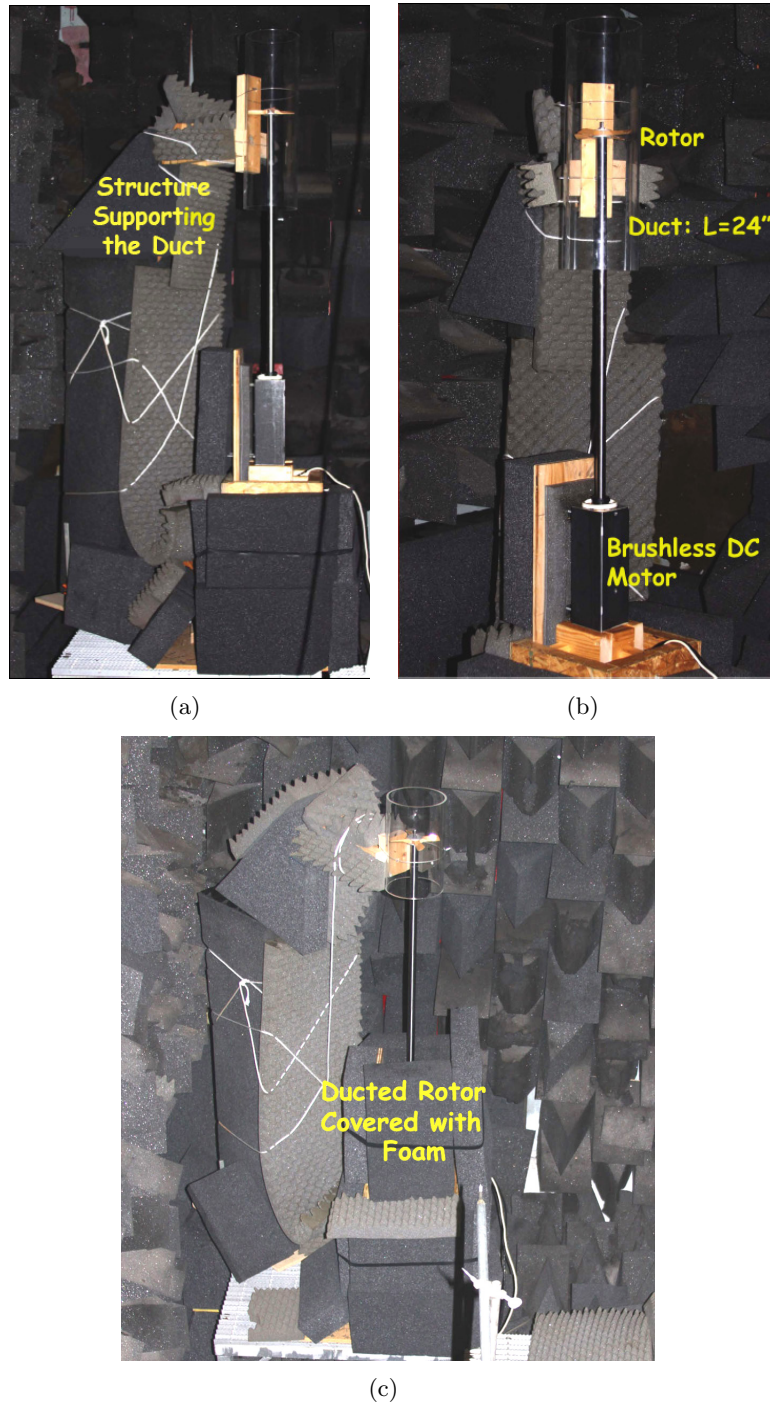 Structure
Supporting
the Duct
Rotor
Duct: L=24"
Brushless DC
Motor
(a)
(b)
Ducted Rotor
Covered with
Foam
(c)